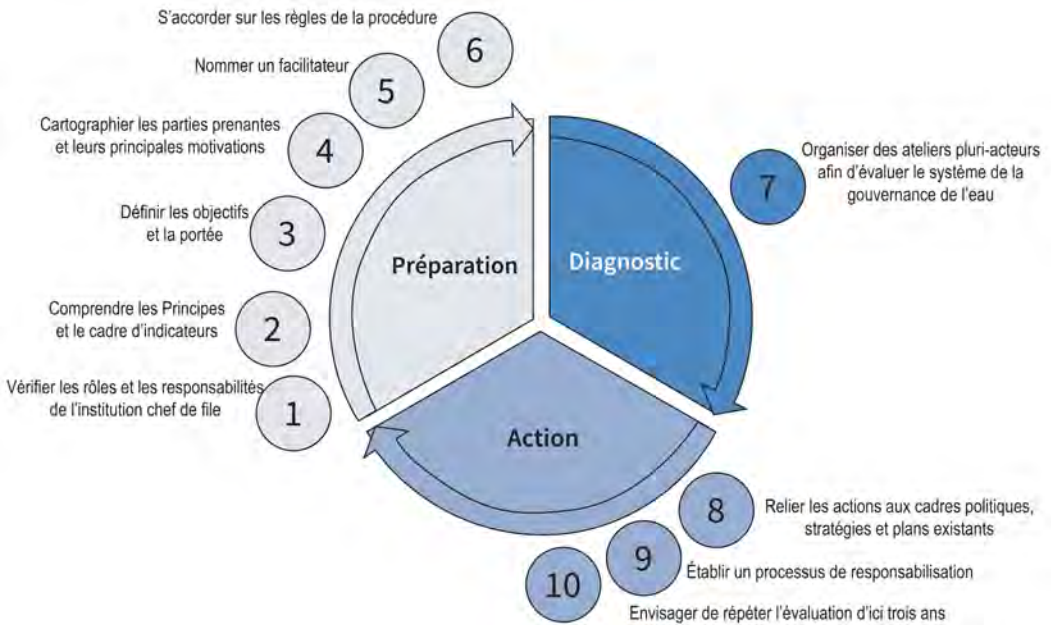 S’accorder sur les règles de la procédure
6
Nommer un facilitateur
5
Cartographier les parties prenantes
et leurs principales motivations
4
Organiser des ateliers pluri-acteurs
afin d’évaluer le système de la
gouvernance de l’eau
7
Définir les objectifs
et la portée
3
Préparation
Diagnostic
Comprendre les Principes
et le cadre d’indicateurs
2
Vérifier les rôles et les responsabilités
de l’institution chef de file
1
Action
8
Relier les actions aux cadres politiques,
stratégies et plans existants
9
Établir un processus de responsabilisation
10
Envisager de répéter l’évaluation d’ici trois ans